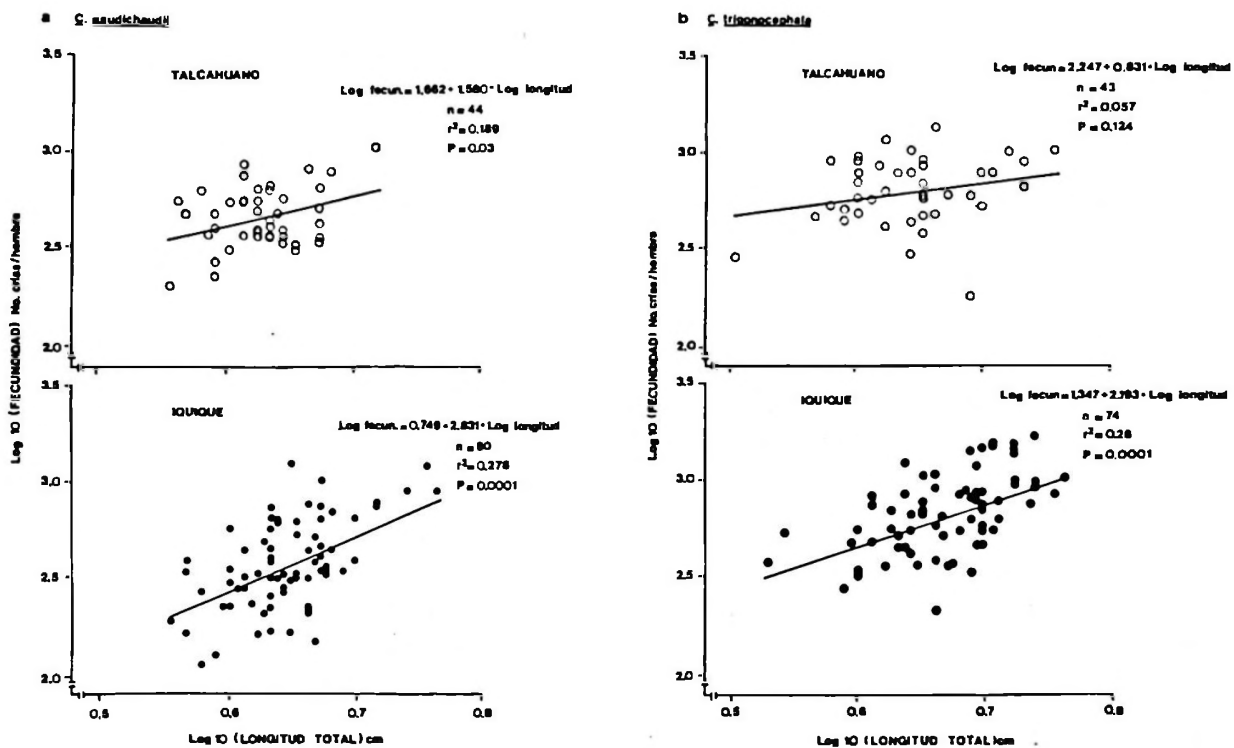 a C. gaudichaudii
3.5
TALCAHUANO
Log fecun.= 1,662 + 1,580 · Log longitud
n = 44
r²= 0,189
P = 0.03
3.0
2.5
2.0
3.5
IQUIQUE
Log fecun. = 0,749 + 2,831 · Log longitud
n = 80
r²= 0,278
P = 0,0001
3.0
2.5
2.0
0.5 0.6 0.7 0.8
Log 10 (LONGITUD TOTAL) cm
Log 10 (FECUNDIDAD) No. crias/hembra
b C. trigonocephala
3.5
TALCAHUANO
Log fecun= 2,247 + 0,831 · Log longitud
n = 43
r²= 0,057
P = 0,124
3.0
2.5
2.0
3.5
IQUIQUE
Log fecun= 1,347 + 2,193 · Log longitud
n = 74
r²= 0.28
P = 0,0001
3.0
2.5
2.0
0.5 0.6 0.7 0.8
Log 10 (LONGITUD TOTAL) cm
Log 10 (FECUNDIDAD) No. crias/hembra